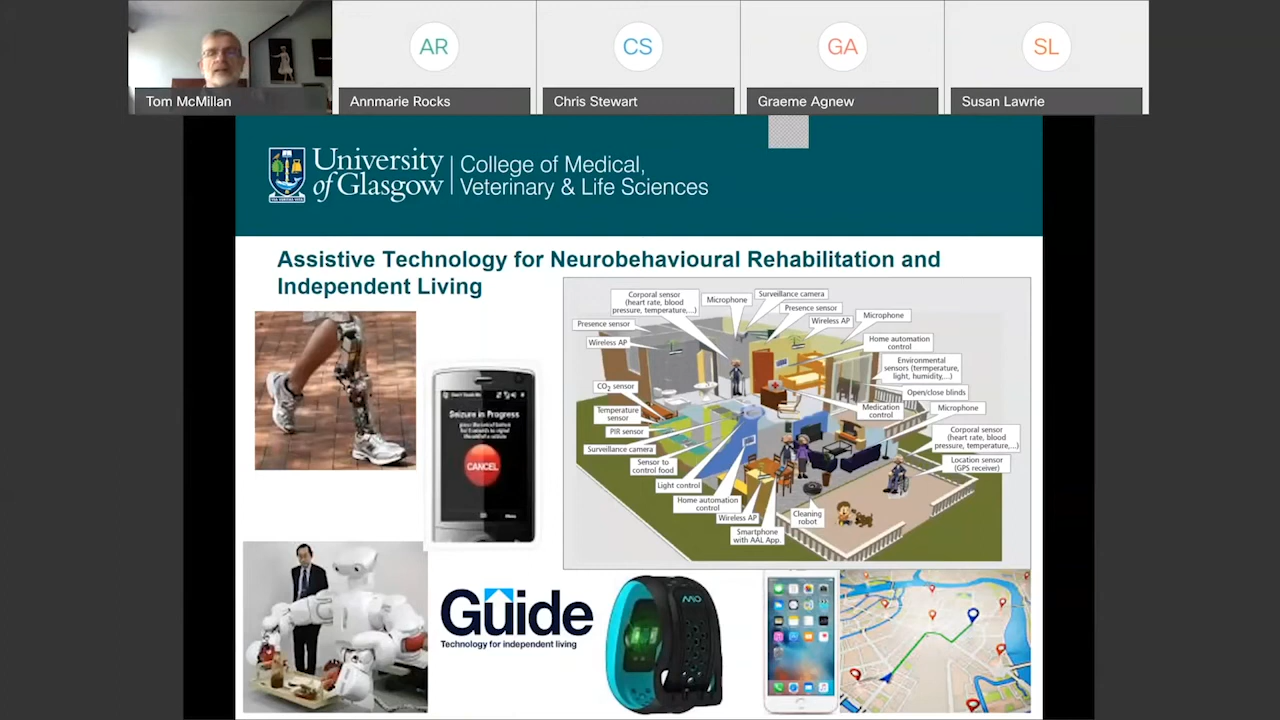 AR
CS
GA
SL
Tom McMillan
Annmarie Rocks
Chris Stewart
Graeme Agnew
Susan Lawrie
University
of Glasgow
College of Medical,
Veterinary & Life Sciences
Assistive Technology for Neurobehavioural Rehabilitation and
Independent Living
Seizure in Progress
CANCEL
Corporal sensor
(heart rate, blood
pressure, temperature,...)
Microphone
Surveillance camera
Presence sensor
Wireless AP
Microphone
Presence sensor
Wireless AP
Home automation
control
Environmental
sensors (termperature,
light, humidity,...)
Open/close blinds
CO2 sensor
Medication
control
Microphone
Temperature
sensor
PIR sensor
Corporal sensor
(heart rate, blood
pressure, temperature,...)
Surveillance camera
Sensor to
control food
Location sensor
(GPS receiver)
Light control
Home automation
control
Wireless AP
Cleaning
robot
Smartphone
with AAL App.
Guide
Technology for independent living
MIO